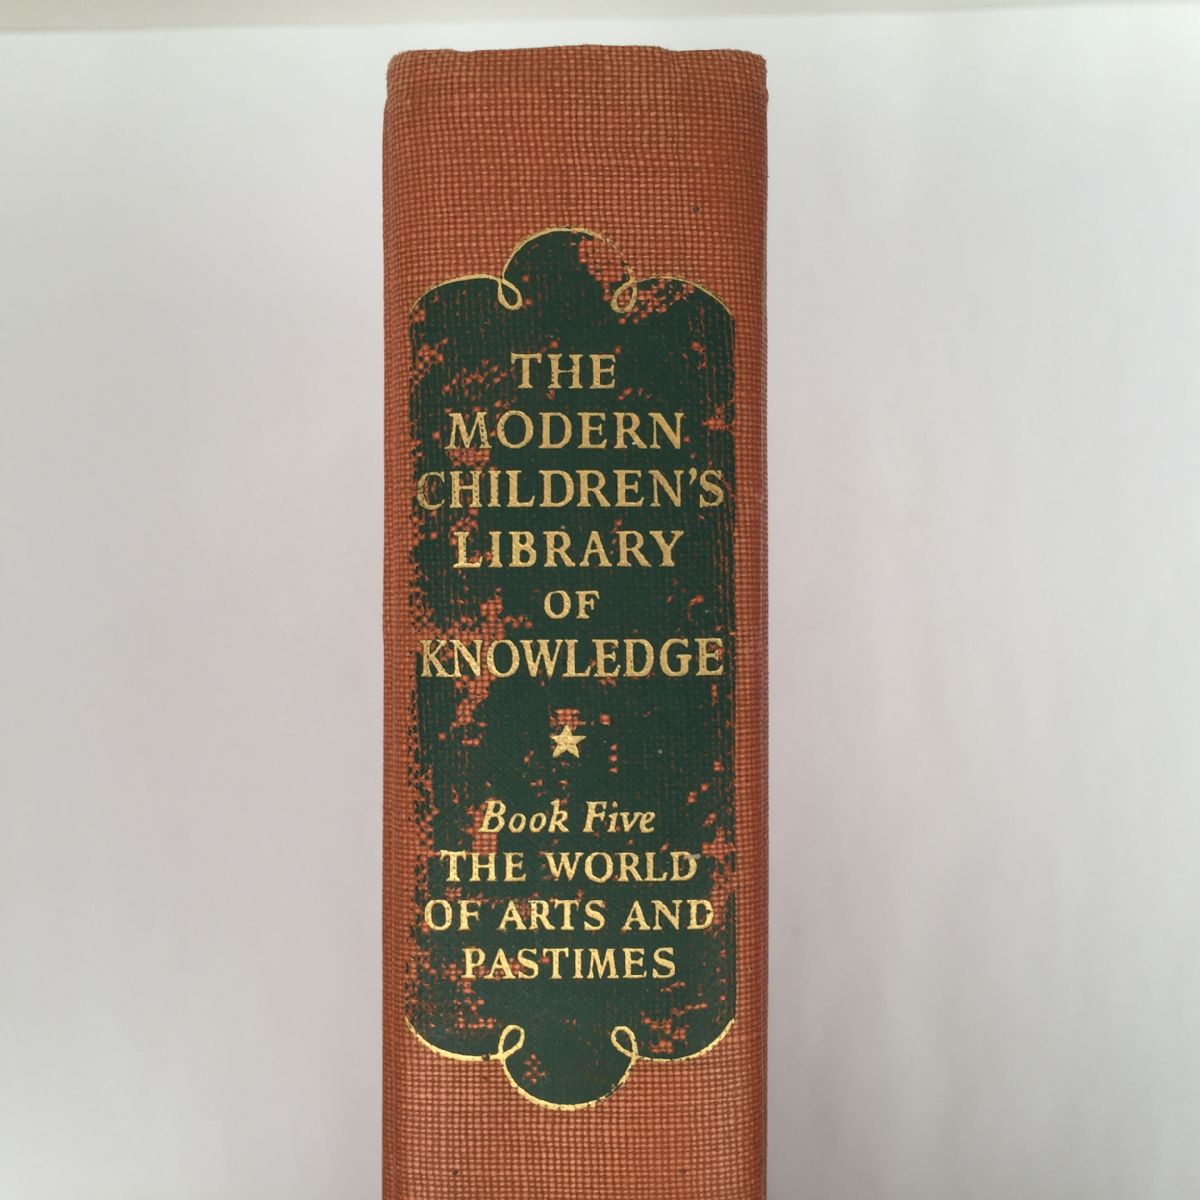 THE
MODERN
CHILDREN'S
LIBRARY
OF
KNOWLEDGE
Book Five
THE WORLD
OF ARTS AND
PASTIMES